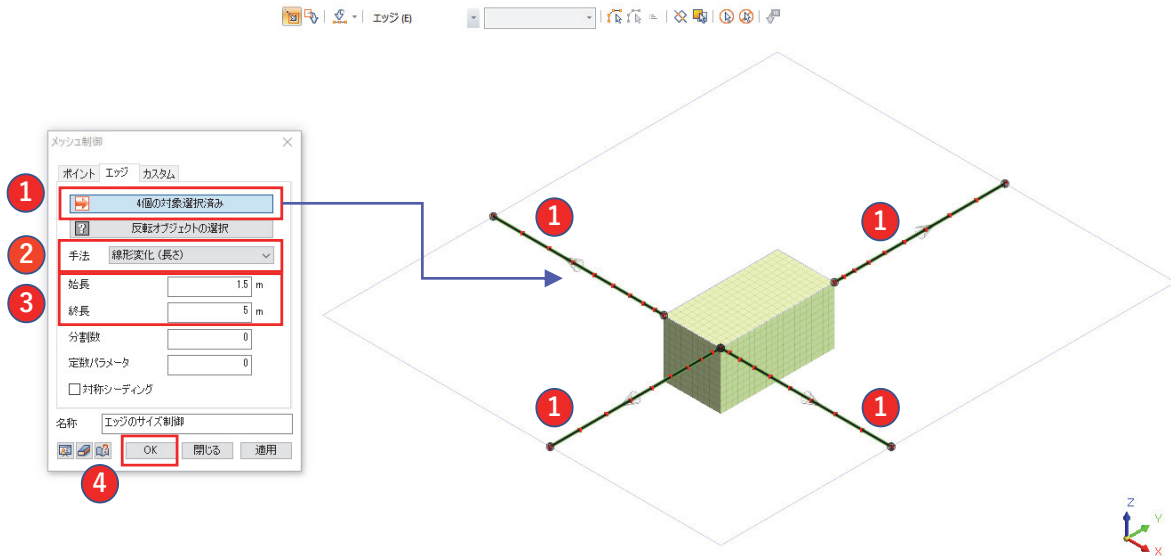 エッジ (E)
メッシュ制御
ポイント エッジ カスタム
1 4個の対象選択済み
? 反転オブジェクトの選択
2 手法 線形変化 (長さ)
3 始長 1.5 m
終長 5 m
分割数 0
定数パラメータ 0
対称シーディング
名称 エッジのサイズ制御
OK 閉じる 適用
4
1
1
1
1
Z
Y
X